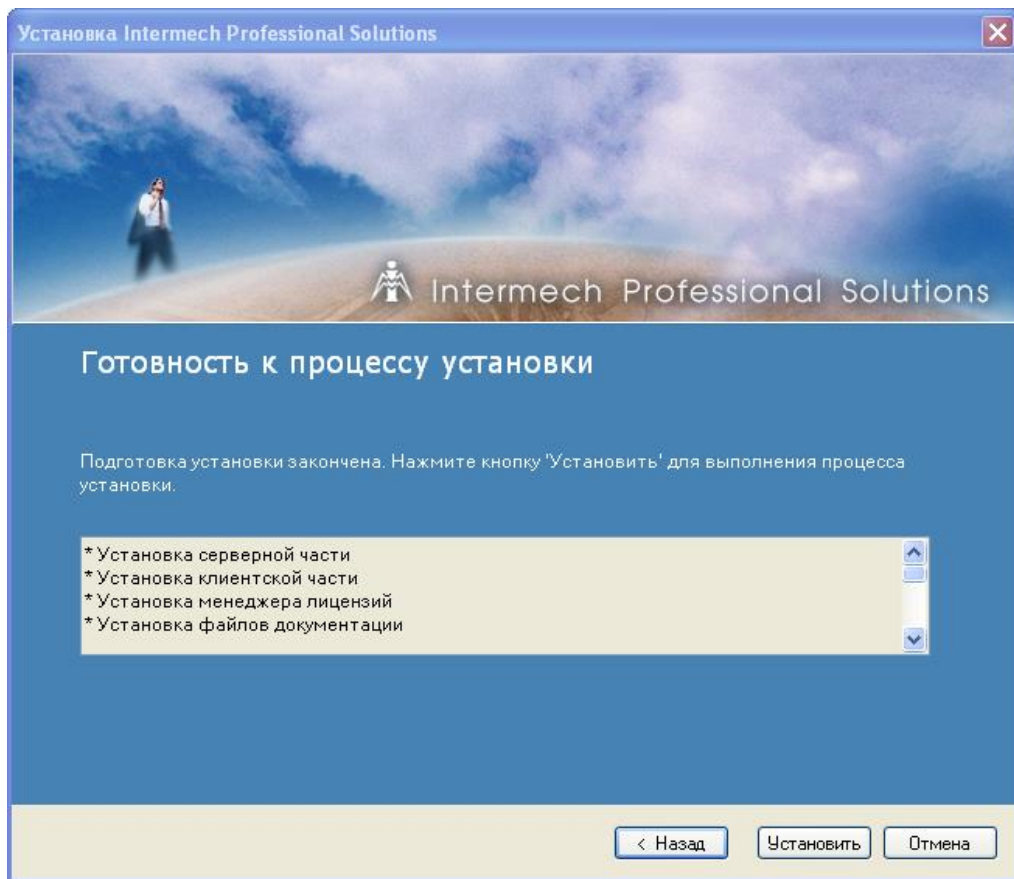 Установка Intermech Professional Solutions
Intermech Professional Solutions
Готовность к процессу установки
Подготовка установки закончена. Нажмите кнопку 'Установить' для выполнения процесса
установки.
* Установка серверной части
* Установка клиентской части
* Установка менеджера лицензий
* Установка файлов документации
< Назад
Установить
Отмена